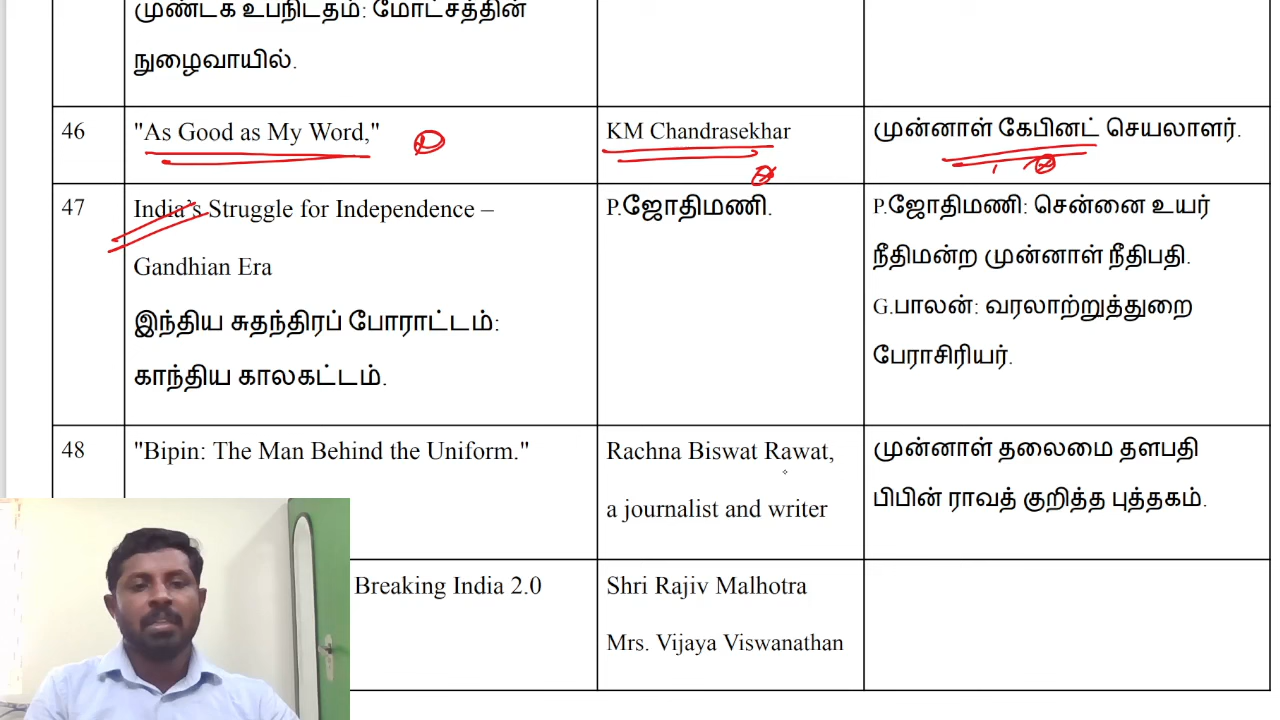 முண்டக உபநிடதம்: மோட்சத்தின்
நுழைவாயில்.
46
"As Good as My Word,"
KM Chandrasekhar
முன்னாள் கேபினட் செயலாளர்.
47
India's Struggle for Independence –
Gandhian Era
இந்திய சுதந்திரப் போராட்டம்:
காந்திய காலகட்டம்.
P.ஜோதிமணி.
P.ஜோதிமணி: சென்னை உயர்
நீதிமன்ற முன்னாள் நீதிபதி.
G.பாலன்: வரலாற்றுத்துறை
பேராசிரியர்.
48
"Bipin: The Man Behind the Uniform."
Rachna Biswat Rawat,
a journalist and writer
முன்னாள் தலைமை தளபதி
பிபின் ராவத் குறித்த புத்தகம்.
Breaking India 2.0
Shri Rajiv Malhotra
Mrs. Vijaya Viswanathan